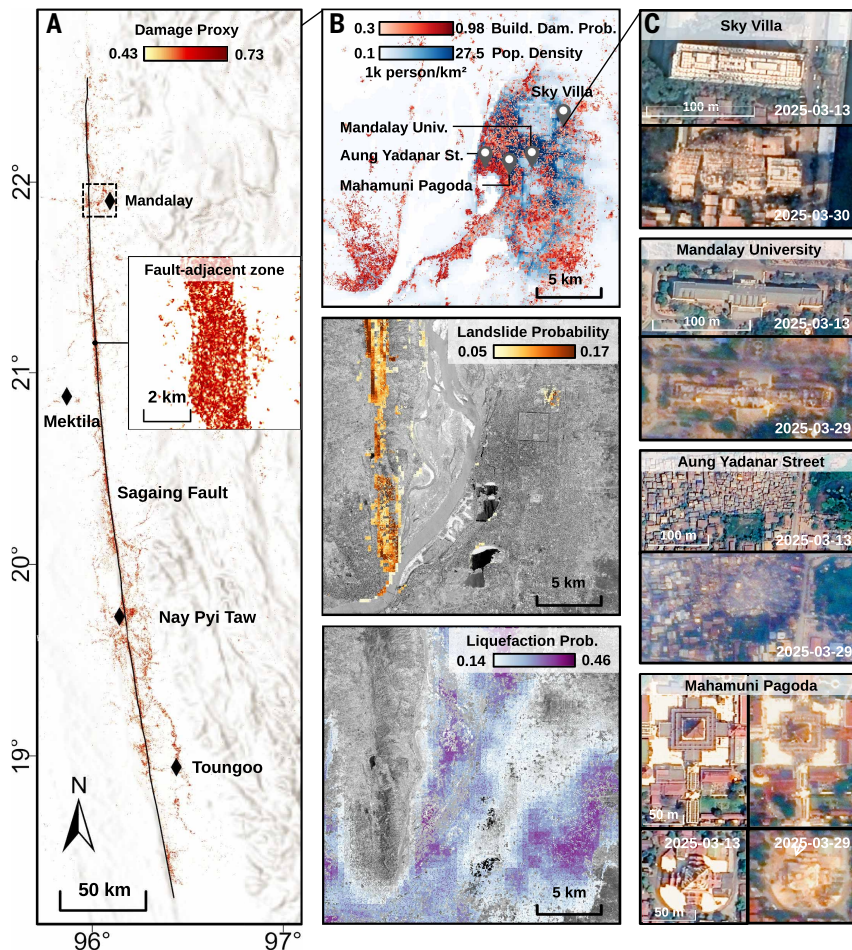 A
Damage Proxy
0.43
0.73
22°
21°
20°
19°
Mandalay
Fault-adjacent zone
2 km
Mektila
Sagaing Fault
Nay Pyi Taw
Toungoo
N
50 km
96°
97°
B
0.3
0.98 Build. Dam. Prob.
0.1
27.5 Pop. Density
1k person/km²
Sky Villa
Mandalay Univ.
Aung Yadanar St.
Mahamuni Pagoda
5 km
Landslide Probability
0.05
0.17
5 km
Liquefaction Prob.
0.14
0.46
5 km
C
Sky Villa
100 m
2025-03-13
2025-03-30
Mandalay University
100 m
2025-03-13
2025-03-29
Aung Yadanar Street
100 m
2025-03-13
2025-03-29
Mahamuni Pagoda
50 m
2025-03-13
2025-03-29
50 m